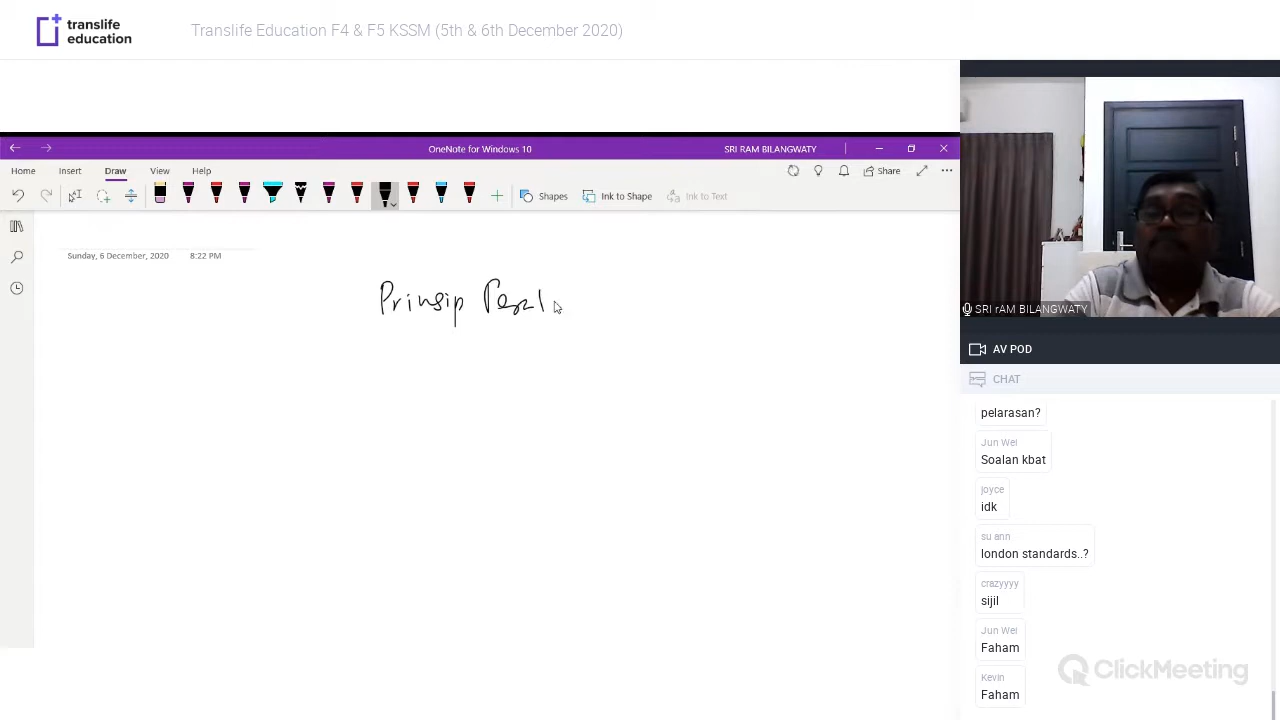 translife
education
Translife Education F4 & F5 KSSM (5th & 6th December 2020)
OneNote for Windows 10
SRI RAM BILANGWATY
Home Insert Draw View Help
Share
Shapes Ink to Shape Ink to Text
Sunday, 6 December, 2020 8:22 PM
Prinsip
SRI rAM BILANGWATY
AV POD
CHAT
pelarasan?
Jun Wei
Soalan kbat
joyce
idk
su ann
london standards..?
crazyyyy
sijil
Jun Wei
Faham
Kevin
Faham
ClickMeeting